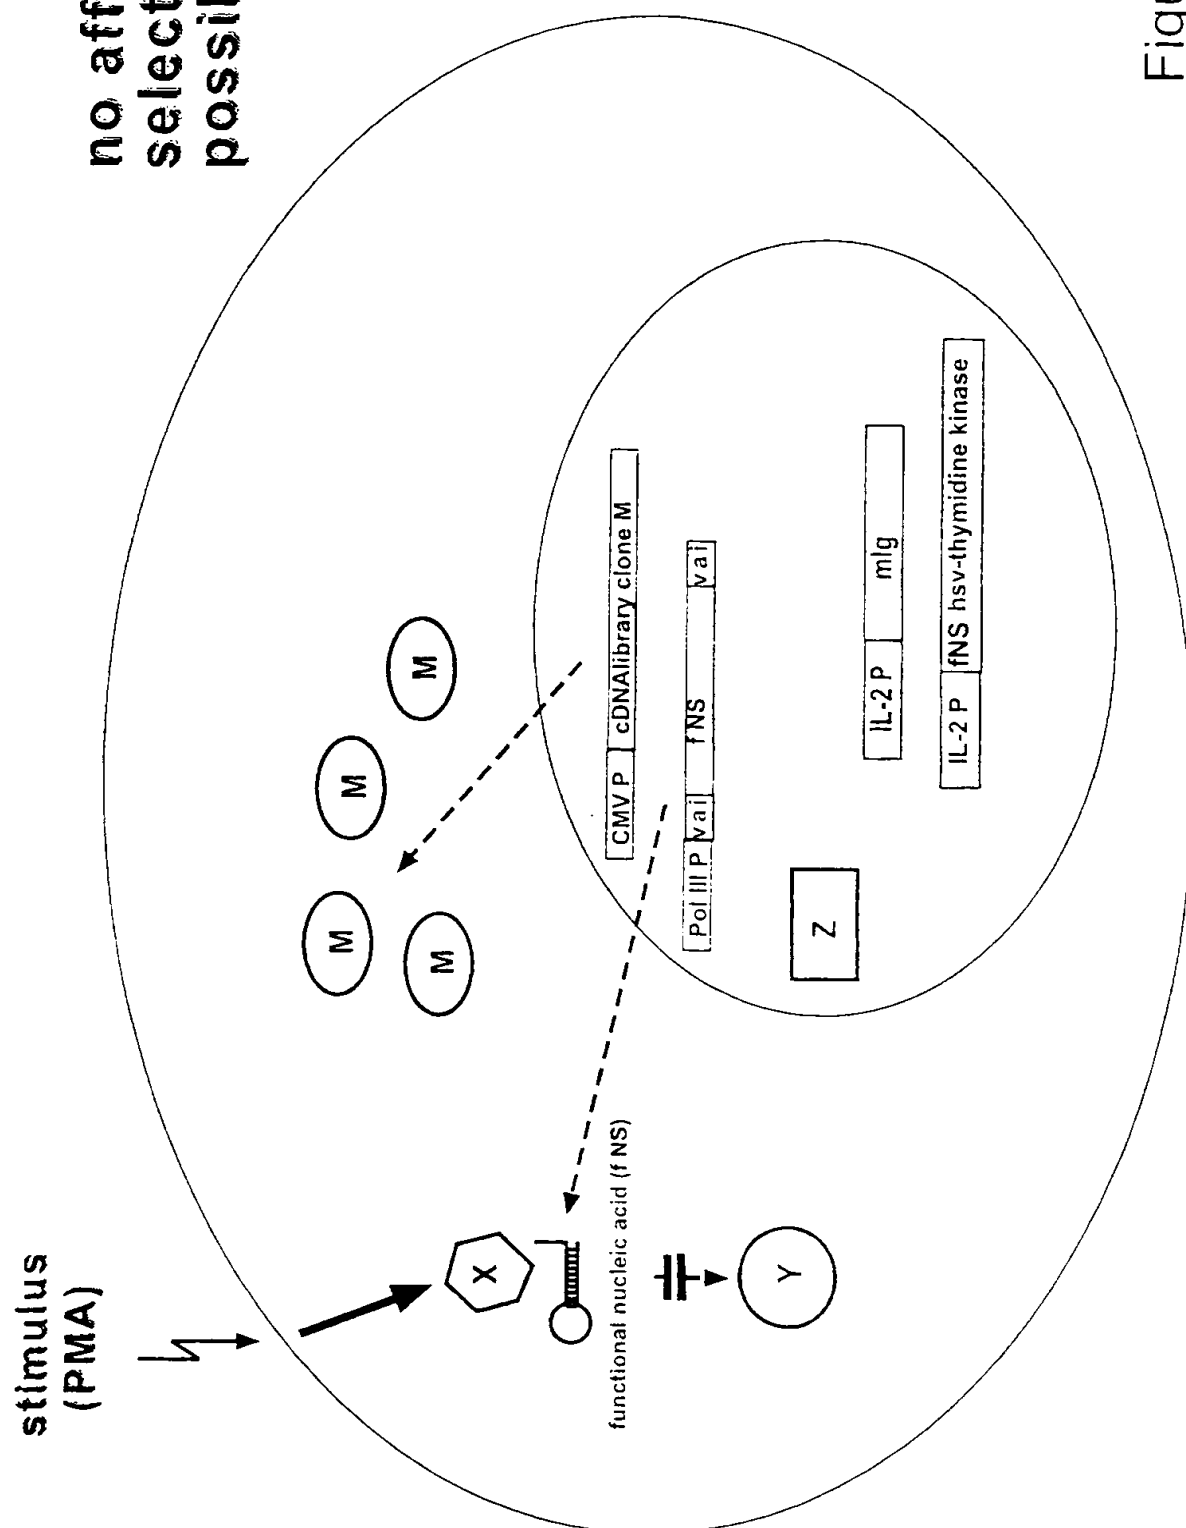 stimulus
(PMA)
no aff
select
possi
X
functional nucleic acid (f NS)
Y
M
M
M
M
CMV P cDNAlibrary clone M
Pol III P vai f NS vai
Z
IL-2 P mIg
IL-2 P fNS hsv-thymidine kinase